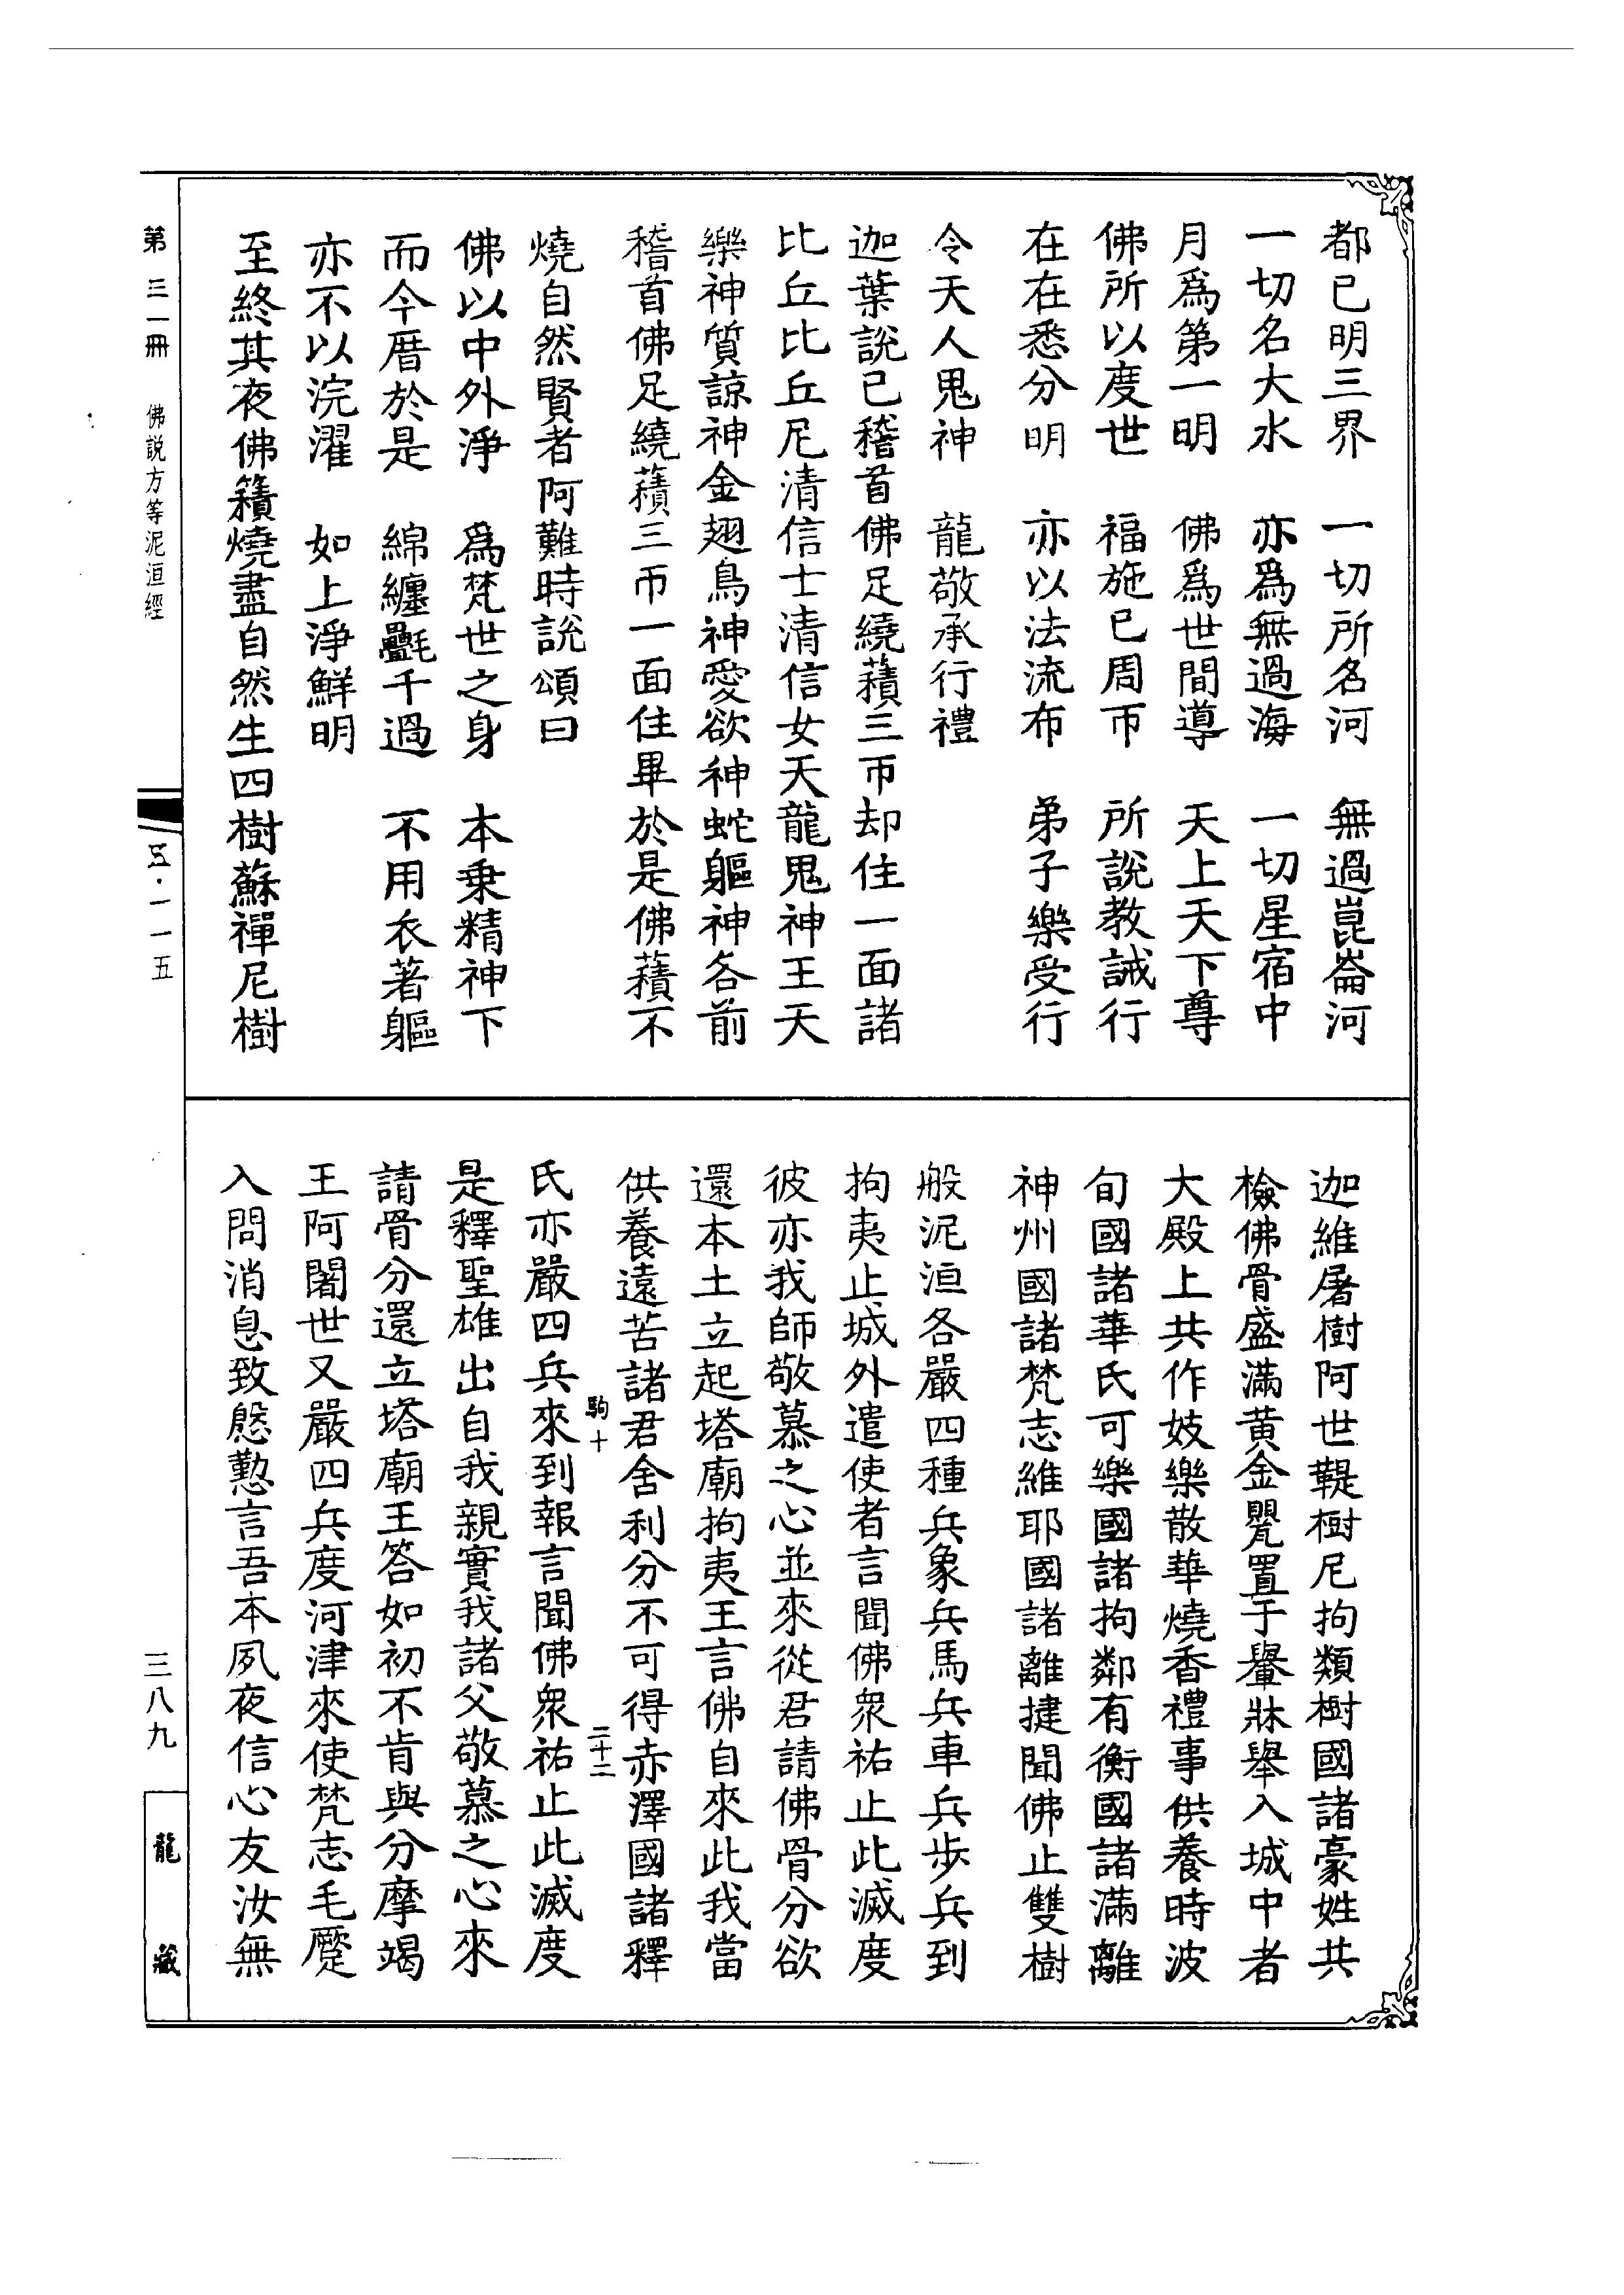 都已明三界　一切所名河　無過崑崙河
一切名大水　亦爲無過海　一切星宿中
月爲第一明　佛爲世間導　天上天下尊
佛所以度世　福施已周帀　所說教誡行
在在悉分明　亦以法流布　弟子樂受行
令天人鬼神　龍敬承行禮
迦葉說已稽首佛足繞𧂐三帀却住一面諸
比丘比丘尼清信士清信女天龍鬼神王天
樂神質諒神金翅鳥神愛欲神蛇軀神各前
稽首佛足繞𧂐三帀一面住畢於是佛𧂐不
燒自然賢者阿難時說頌曰
佛以中外淨　爲梵世之身　本乗精神下
而今厝於是　綿纏㲲千過　不用衣著軀
亦不以浣濯　如上淨鮮明
至終其夜佛𧂐燒盡自然生四樹蘇禪尼樹
迦維屠樹阿世鞮樹尼拘類樹國諸豪姓共
檢佛骨盛滿黄金甖置于轝牀舉入城中者
大殿上共作妓樂散華燒香禮事供養時波
旬國諸華氏可樂國諸拘鄰有衡國諸滿離
神州國諸梵志維耶國諸離揵聞佛止雙樹
般泥洹各嚴四種兵象兵馬兵車兵步兵到
拘夷止城外遣使者言聞佛衆祐止此滅度
彼亦我師敬慕之心並來從君請佛骨分欲
還本土立起塔廟拘夷王言佛自來此我當
供養遠苦諸君舍利分不可得赤澤國諸釋
駒十　二十二
氏亦嚴四兵來到報言聞佛衆祐止此滅度
是釋聖雄出自我親實我諸父敬慕之心來
請骨分還立塔廟王答如初不肯與分摩竭
王阿闍世又嚴四兵度河津來使梵志毛蹷
入問消息致慇懃言吾本夙夜信心友汝無
第三一冊　佛説方等泥洹經
五·一一五
三八九
龍藏